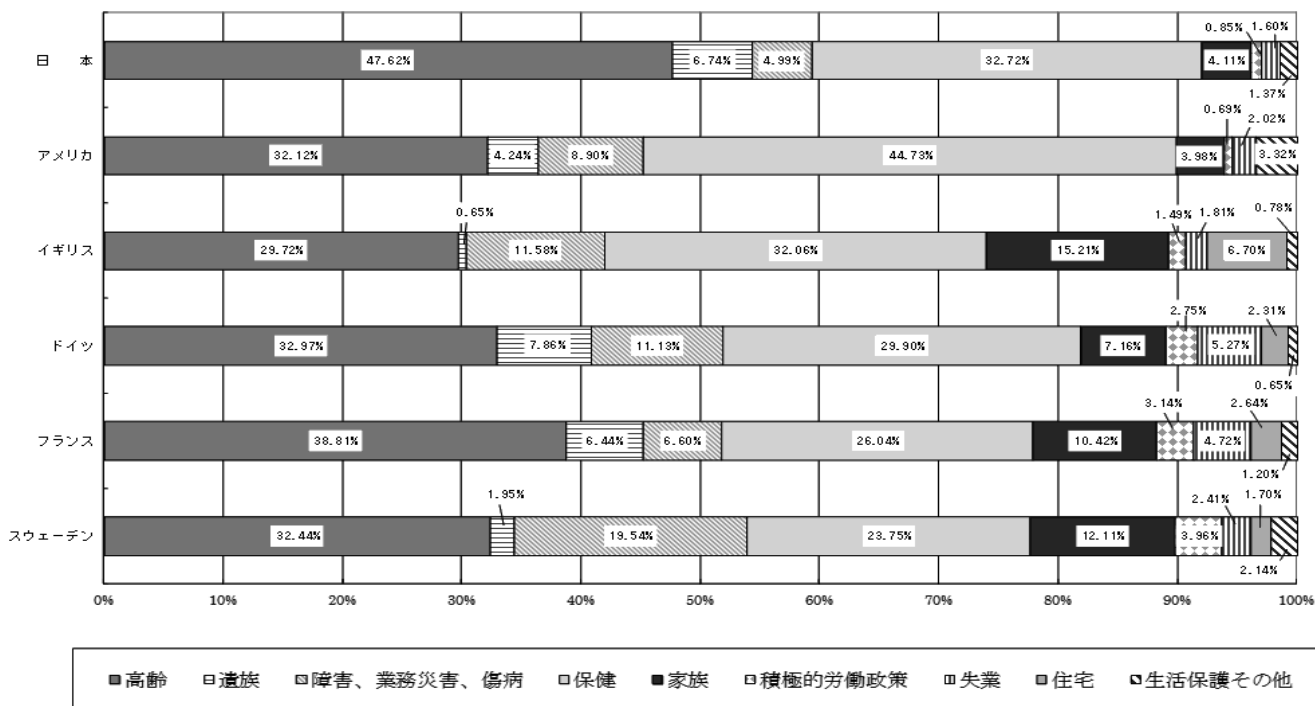 0.85% 1.60%
日 本 47.62% 6.74% 4.99% 32.72% 4.11%
1.37%
0.69% 2.02%
アメリカ 32.12% 4.24% 8.90% 44.73% 3.98% 3.32%
0.65% 1.49% 1.81% 0.78%
イギリス 29.72% 11.58% 32.06% 15.21% 6.70%
2.75% 2.31%
ドイツ 32.97% 7.86% 11.13% 29.90% 7.16% 5.27%
0.65%
3.14% 2.64%
フランス 38.81% 6.44% 6.60% 26.04% 10.42% 4.72%
1.20%
1.95% 2.41% 1.70%
スウェーデン 32.44% 19.54% 23.75% 12.11% 3.96%
2.14%
0% 10% 20% 30% 40% 50% 60% 70% 80% 90% 100%
高齢 遺族 障害、業務災害、傷病 保健 家族 積極的労働政策 失業 住宅 生活保護その他